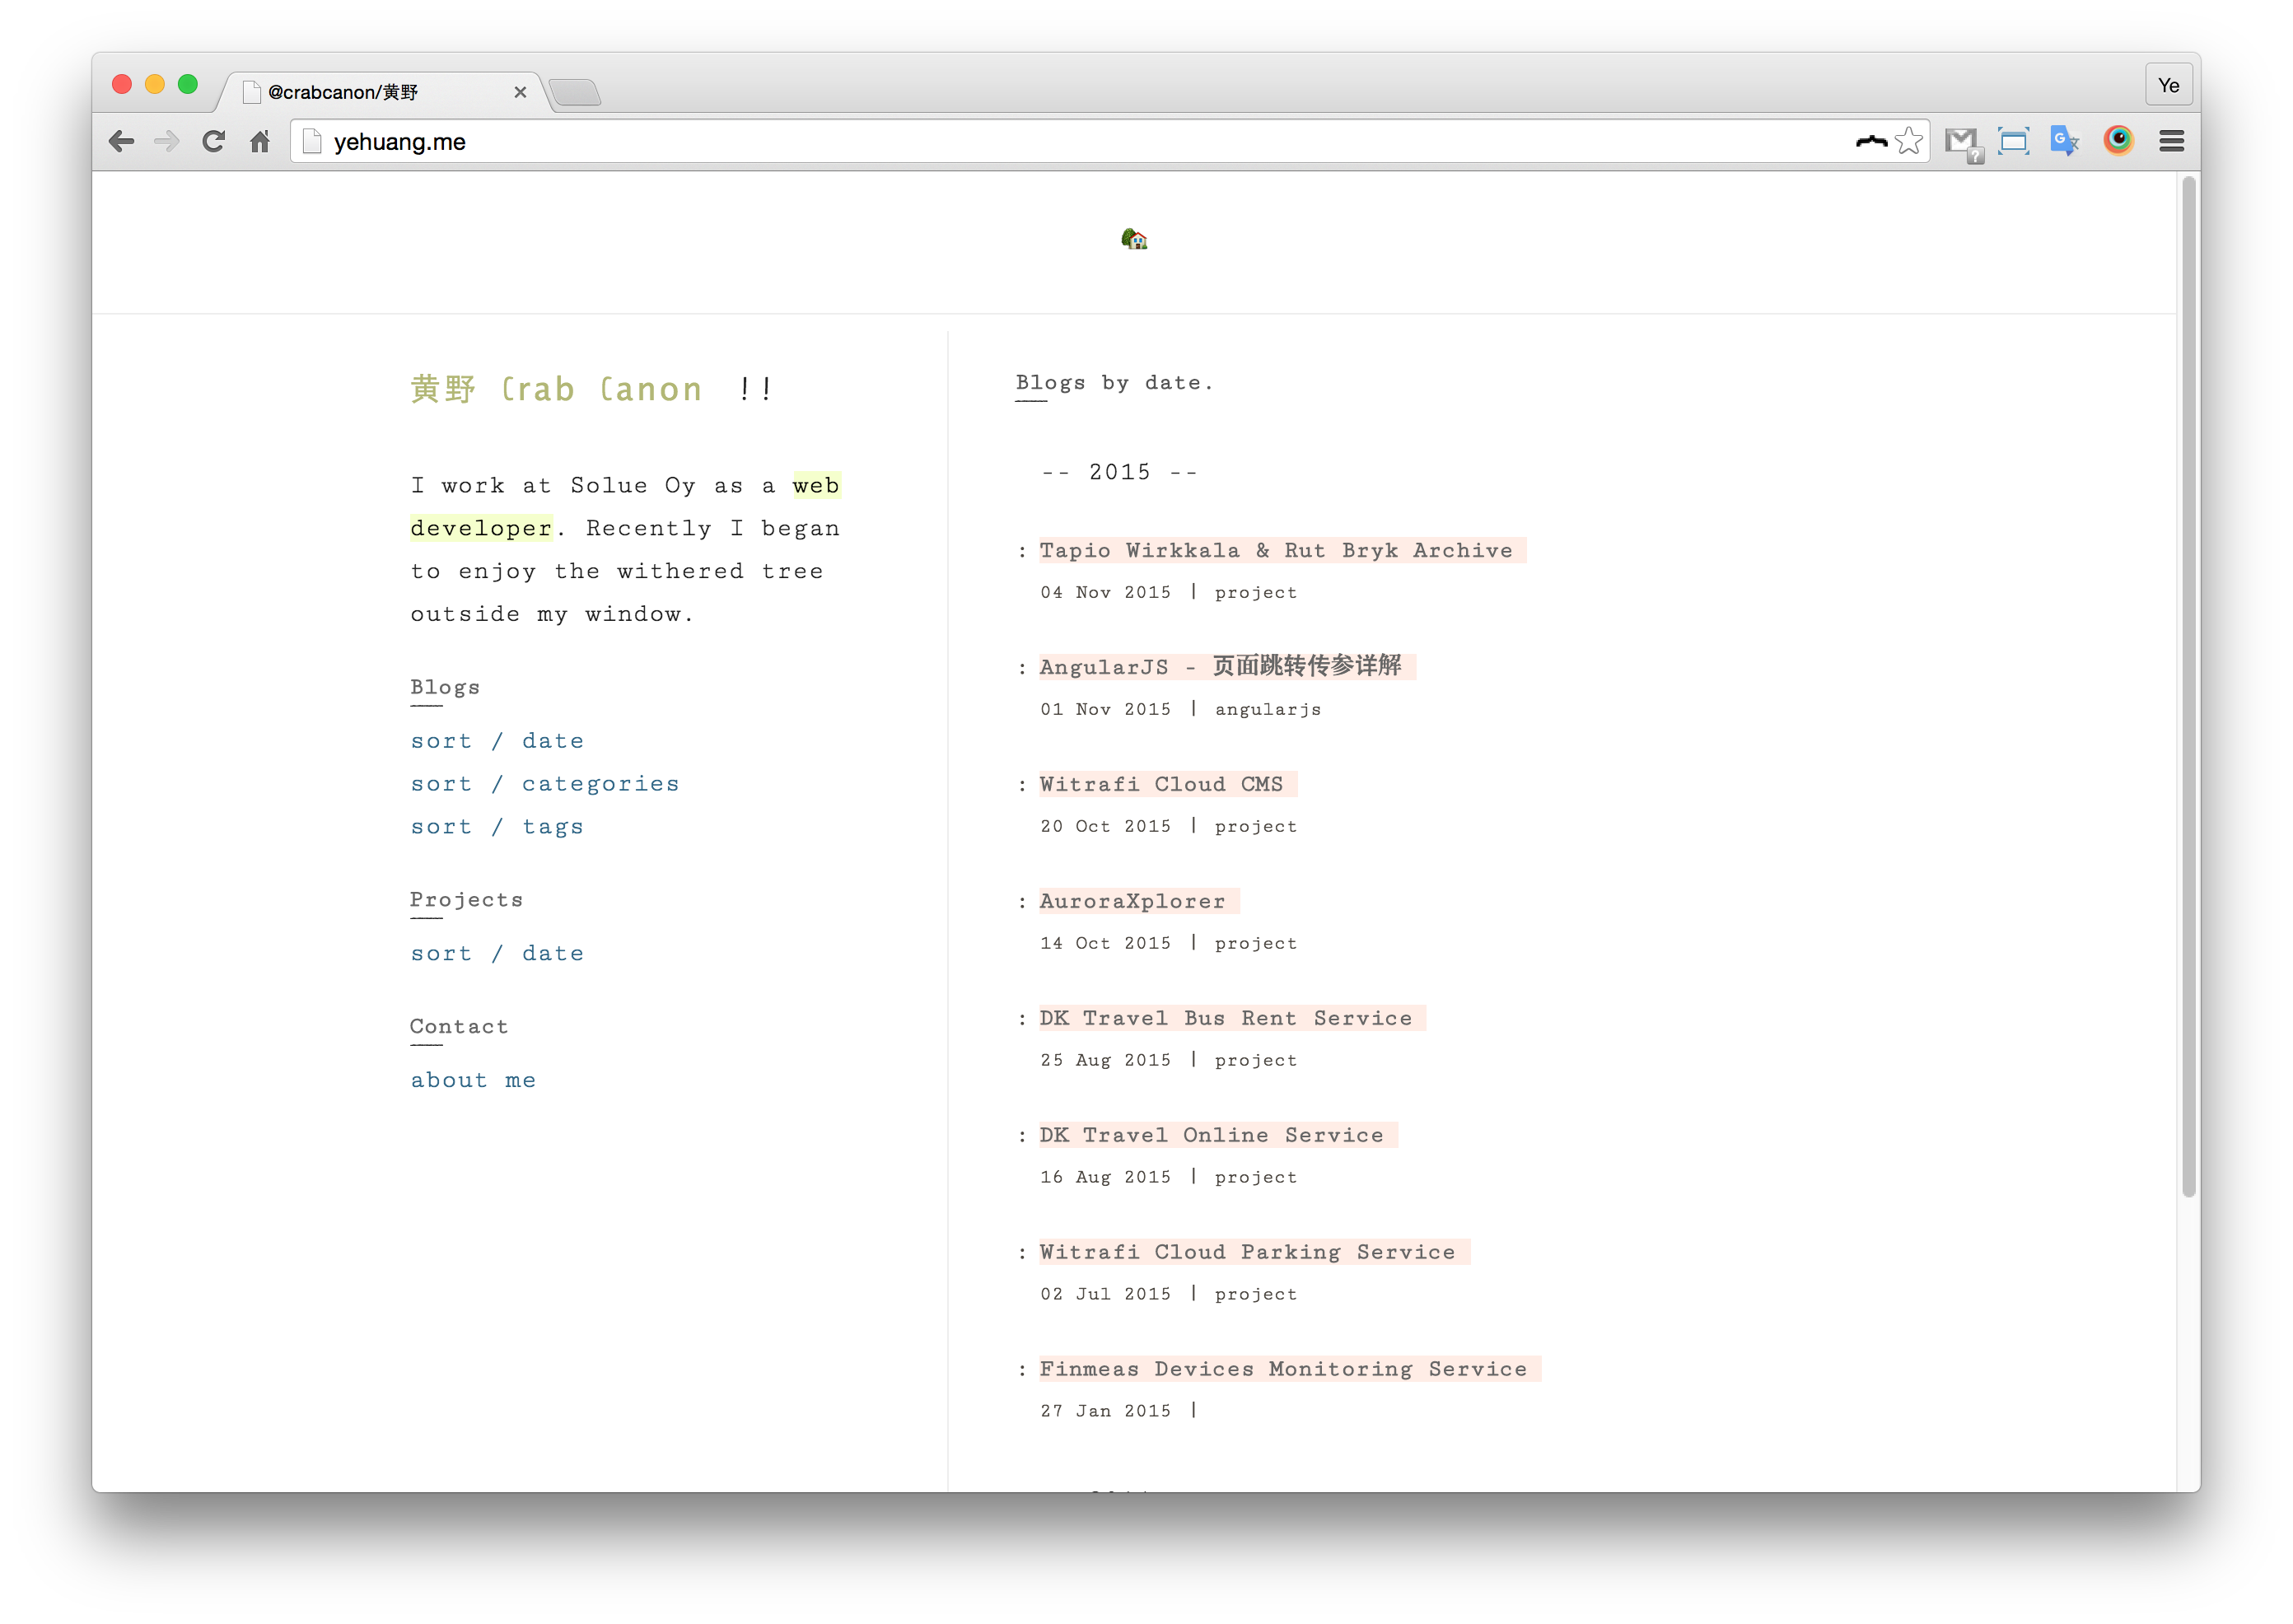 @crabcanon/黄野
Ye
yehuang.me
黄野 Crab Canon !!
I work at Solue Oy as a web
developer. Recently I began
to enjoy the withered tree
outside my window.
Blogs
sort / date
sort / categories
sort / tags
Projects
sort / date
Contact
about me
Blogs by date.
-- 2015 --
: Tapio Wirkkala & Rut Bryk Archive
04 Nov 2015 | project
: AngularJS - 页面跳转传参详解
01 Nov 2015 | angularjs
: Witrafi Cloud CMS
20 Oct 2015 | project
: AuroraXplorer
14 Oct 2015 | project
: DK Travel Bus Rent Service
25 Aug 2015 | project
: DK Travel Online Service
16 Aug 2015 | project
: Witrafi Cloud Parking Service
02 Jul 2015 | project
: Finmeas Devices Monitoring Service
27 Jan 2015 |